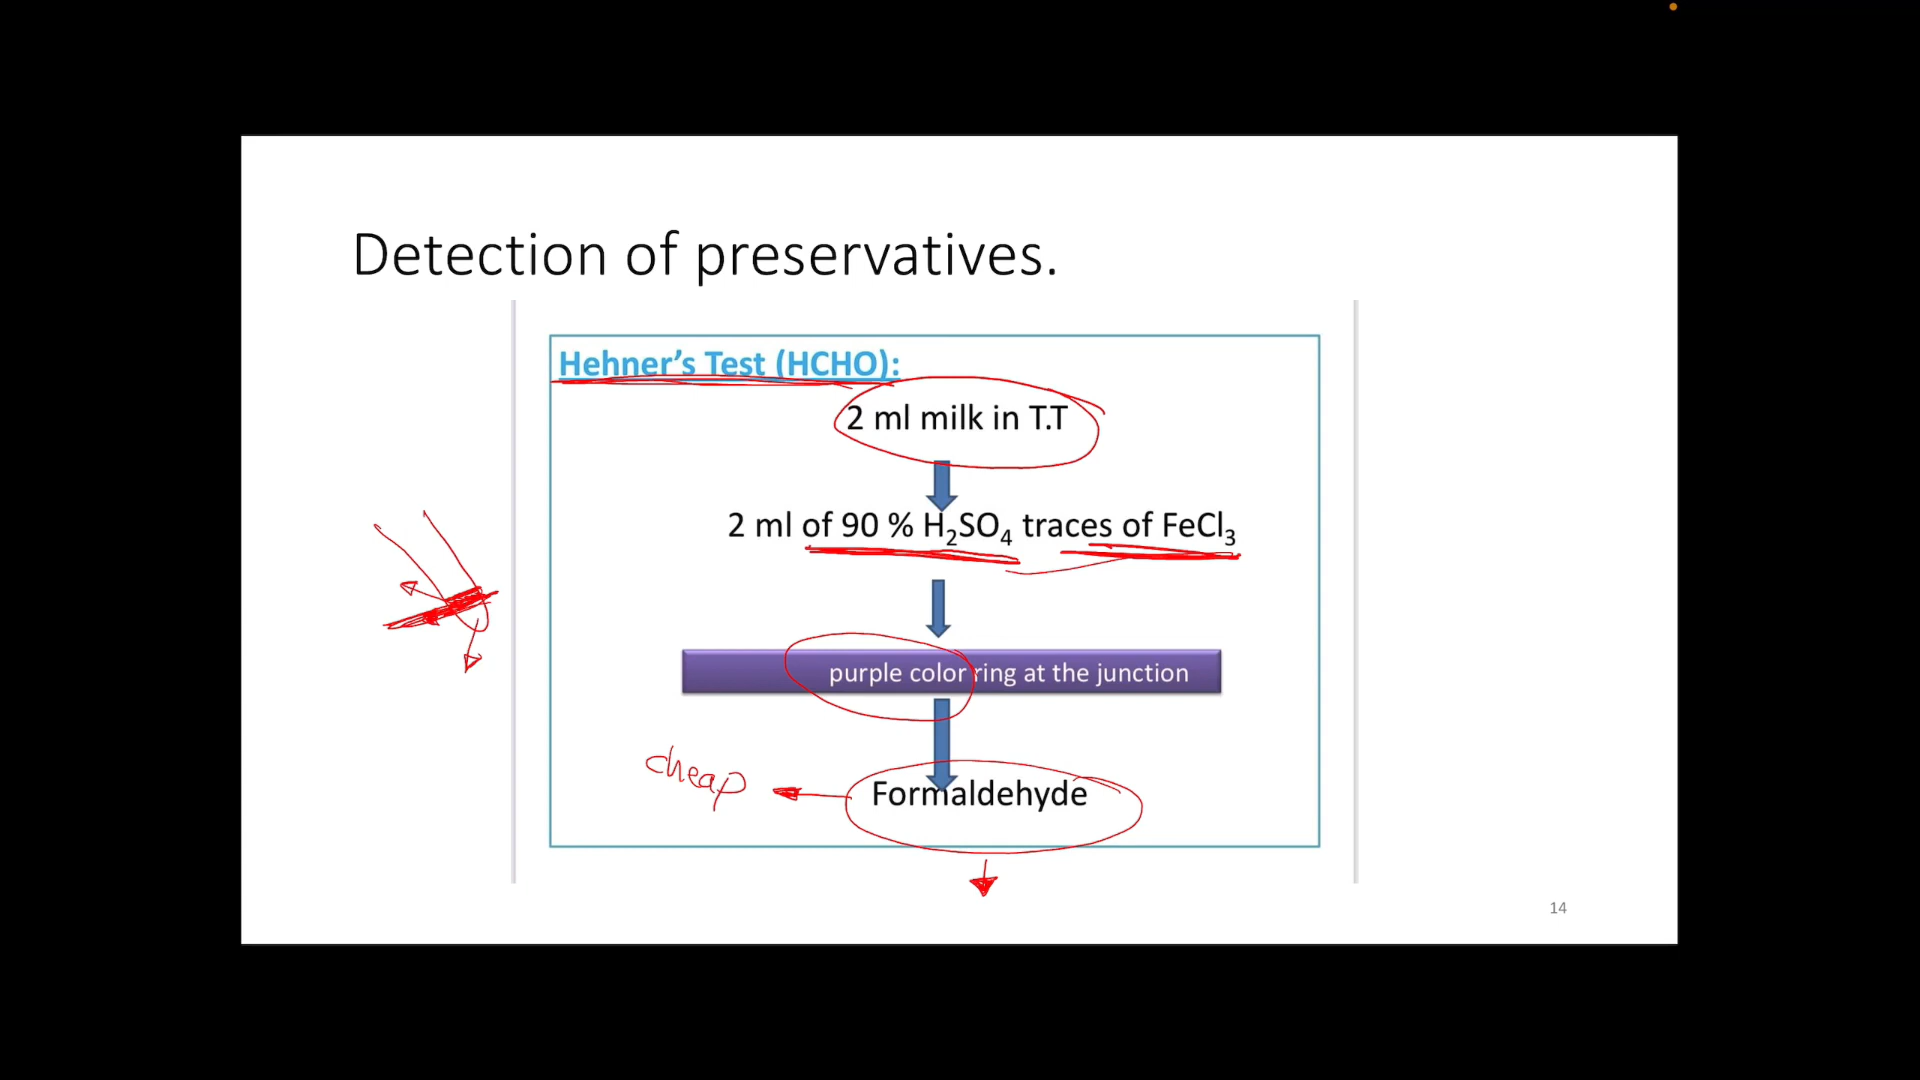 Detection of preservatives.
Hehner's Test (HCHO):
2 ml milk in T.T
2 ml of 90 % H₂SO₄ traces of FeCl₃
purple color ring at the junction
cheap
Formaldehyde
14